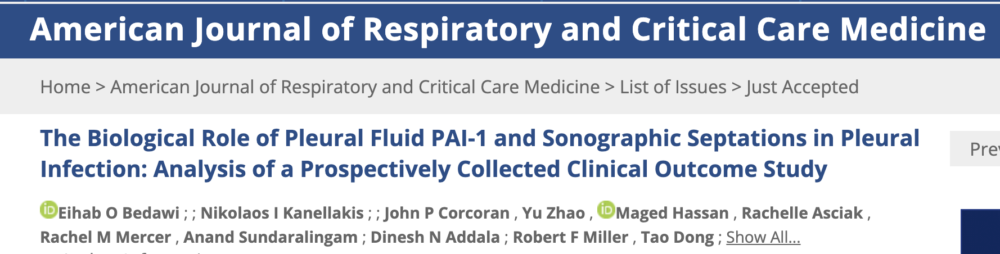 American Journal of Respiratory and Critical Care Medicine
Home > American Journal of Respiratory and Critical Care Medicine > List of Issues > Just Accepted
The Biological Role of Pleural Fluid PAI-1 and Sonographic Septations in Pleural
Infection: Analysis of a Prospectively Collected Clinical Outcome Study
Prev
iD Eihab O Bedawi ; ; Nikolaos I Kanellakis ; ; John P Corcoran , Yu Zhao , iD Maged Hassan , Rachelle Asciak ,
Rachel M Mercer , Anand Sundaralingam ; Dinesh N Addala ; Robert F Miller , Tao Dong ; Show All...